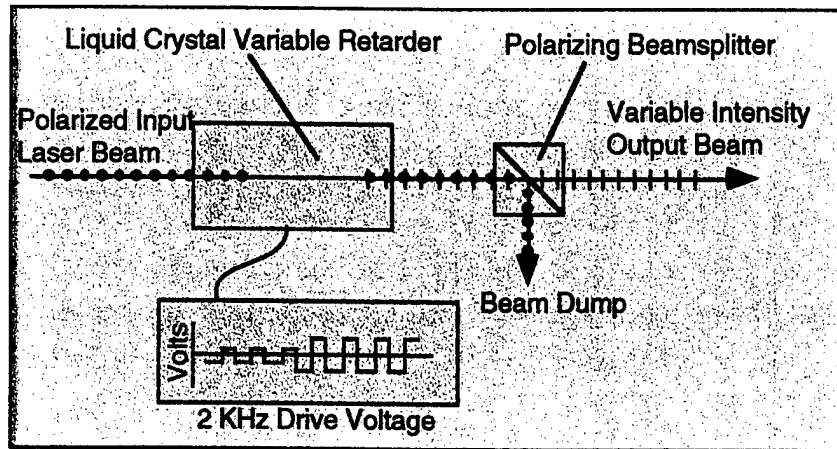 Liquid Crystal Variable Retarder
Polarizing Beamsplitter
Polarized Input
Laser Beam
Variable Intensity
Output Beam
Beam Dump
Volts
2 KHz Drive Voltage